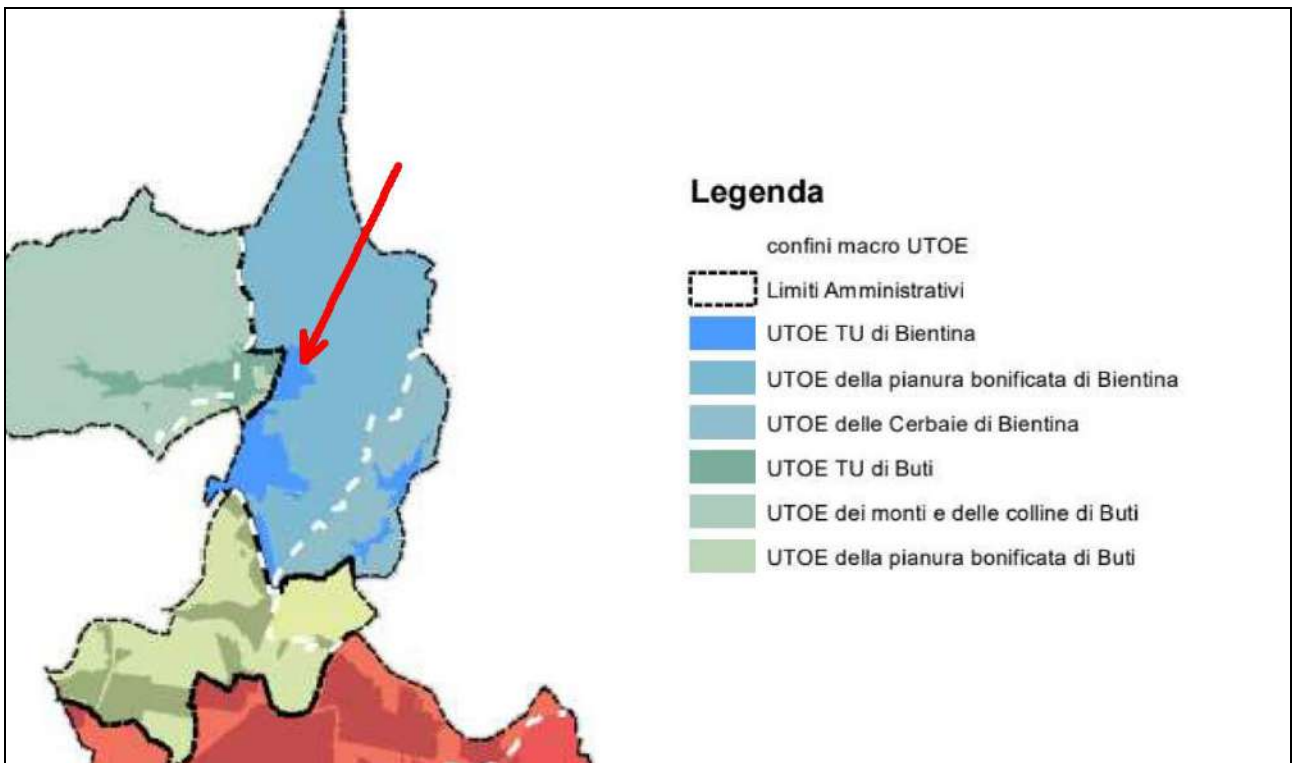 Legenda
confini macro UTOE
Limiti Amministrativi
UTOE TU di Bientina
UTOE della pianura bonificata di Bientina
UTOE delle Cerbaie di Bientina
UTOE TU di Buti
UTOE dei monti e delle colline di Buti
UTOE della pianura bonificata di Buti